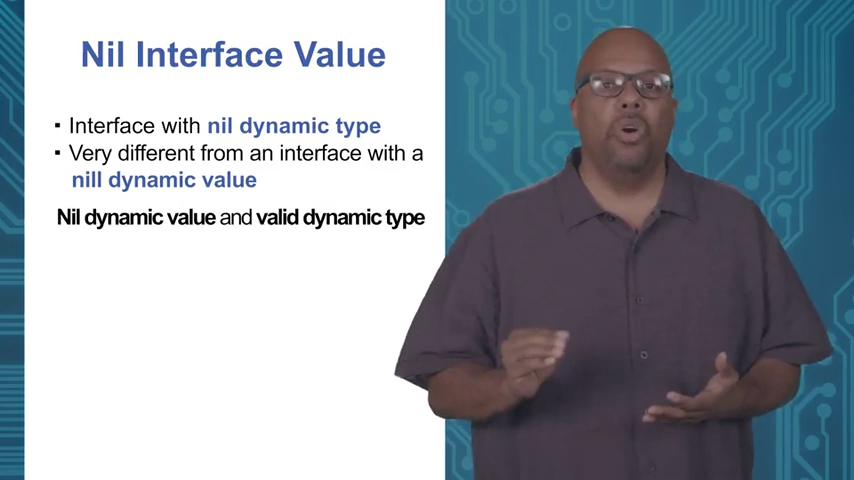 Nil Interface Value
▪ Interface with nil dynamic type
▪ Very different from an interface with a
nill dynamic value
Nil dynamic value and valid dynamic type